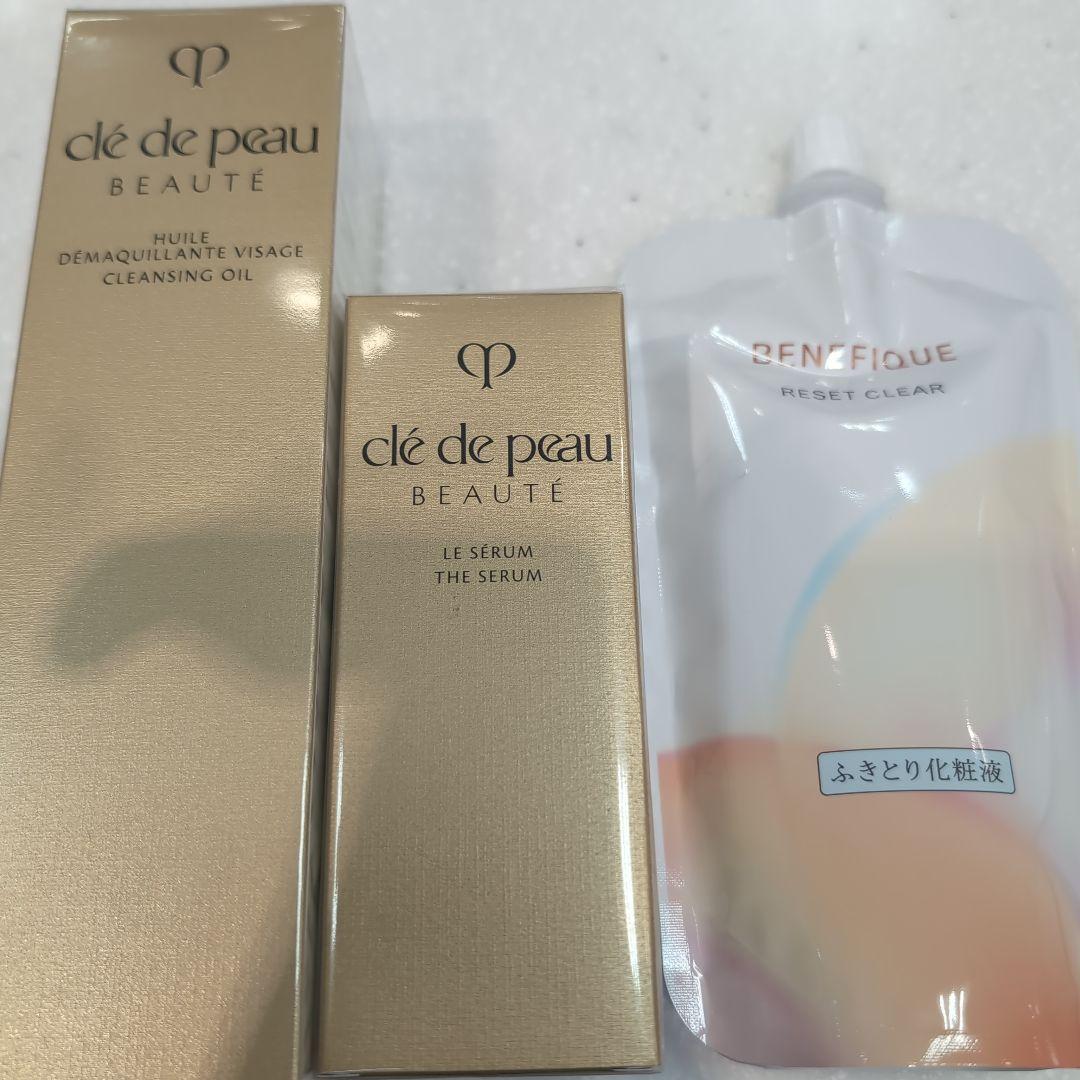 clé de peau
BEAUTÉ
HUILE
DÉMAQUILLANTE VISAGE
CLEANSING OIL
clé de peau
BEAUTÉ
LE SÉRUM
THE SERUM
BENEFIQUE
RESET CLEAR
ふきとり化粧液